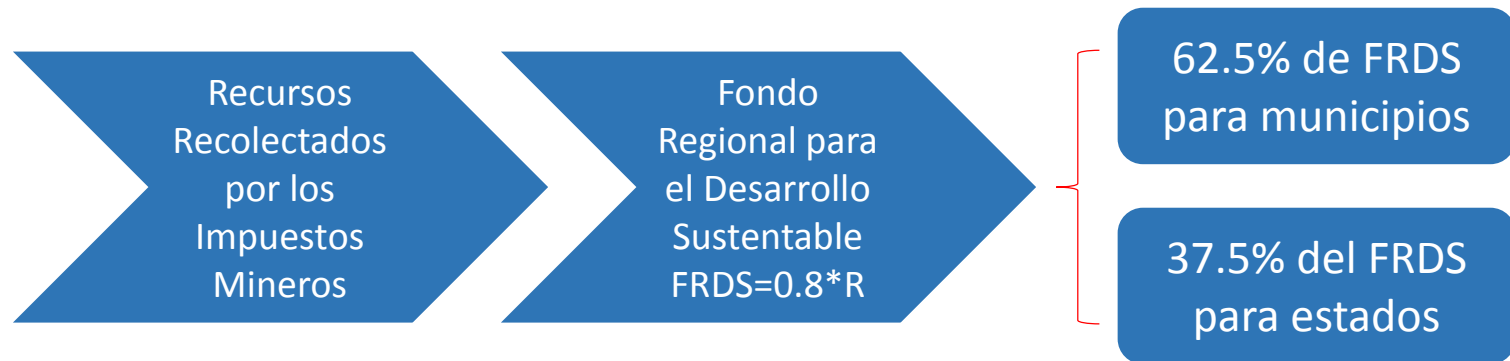 Recursos
Recolectados
por los
Impuestos
Mineros
Fondo
Regional para
el Desarrollo
Sustentable
FRDS=0.8*R
62.5% de FRDS
para municipios
37.5% del FRDS
para estados